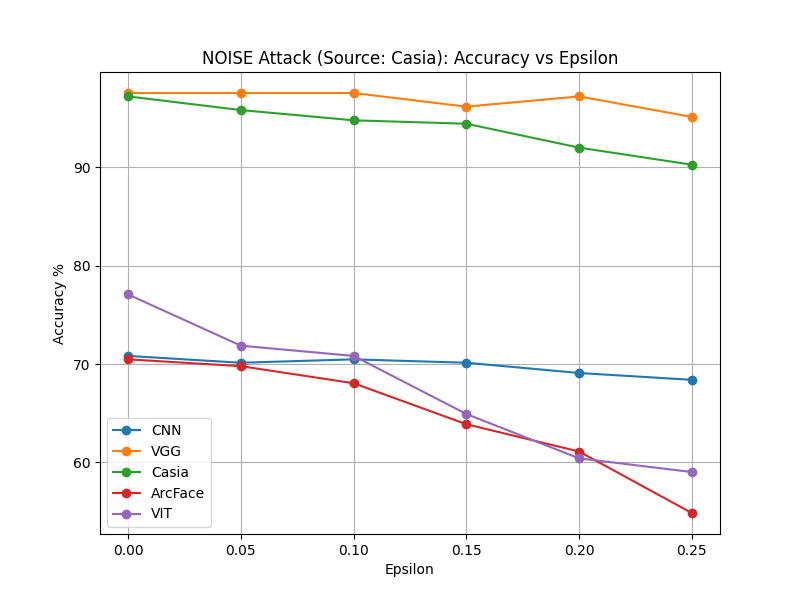 NOISE Attack (Source: Casia): Accuracy vs Epsilon
Accuracy %
90
80
70
60
CNN
VGG
Casia
ArcFace
VIT
0.00 0.05 0.10 0.15 0.20 0.25
Epsilon